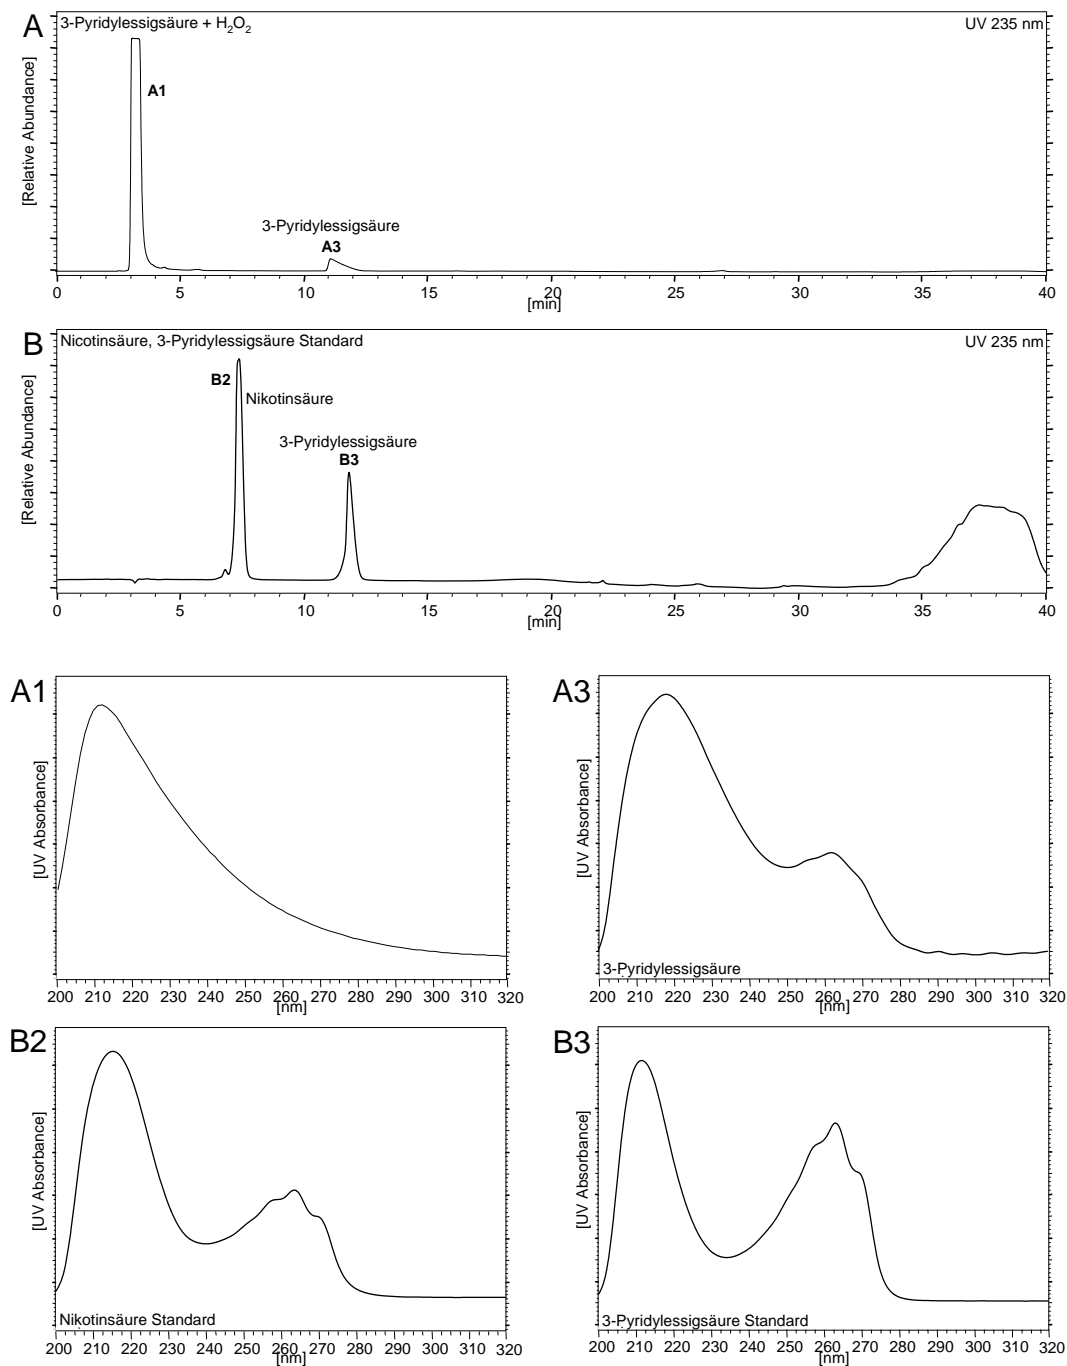 A
3-Pyridylessigsäure + H₂O₂
UV 235 nm
[Relative Abundance]
A1
3-Pyridylessigsäure
A3
0 5 10 15 20 25 30 35 40
[min]
B
Nicotinsäure, 3-Pyridylessigsäure Standard
UV 235 nm
[Relative Abundance]
B2
Nikotinsäure
3-Pyridylessigsäure
B3
0 5 10 15 20 25 30 35 40
[min]
A1
[UV Absorbance]
200 210 220 230 240 250 260 270 280 290 300 310 320
[nm]
A3
[UV Absorbance]
3-Pyridylessigsäure
200 210 220 230 240 250 260 270 280 290 300 310 320
[nm]
B2
[UV Absorbance]
Nikotinsäure Standard
200 210 220 230 240 250 260 270 280 290 300 310 320
[nm]
B3
[UV Absorbance]
3-Pyridylessigsäure Standard
200 210 220 230 240 250 260 270 280 290 300 310 320
[nm]